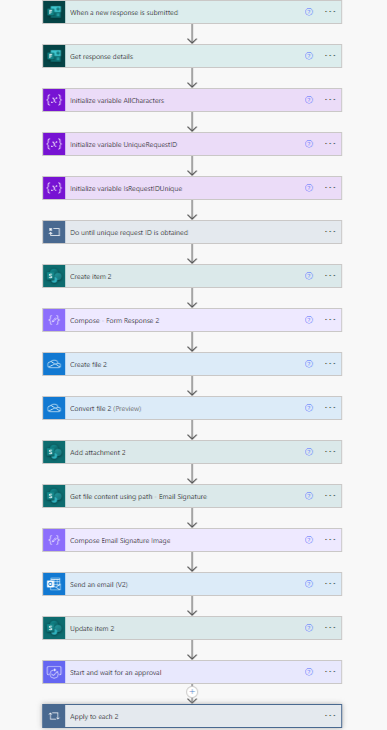 When a new response is submitted
Get response details
Initialize variable AllCharacters
Initialize variable UniqueRequestID
Initialize variable IsRequestIDUnique
Do until unique request ID is obtained
Create item 2
Compose - Form Response 2
Create file 2
Convert file 2 (Preview)
Add attachment 2
Get file content using path - Email Signature
Compose Email Signature Image
Send an email (V2)
Update item 2
Start and wait for an approval
Apply to each 2